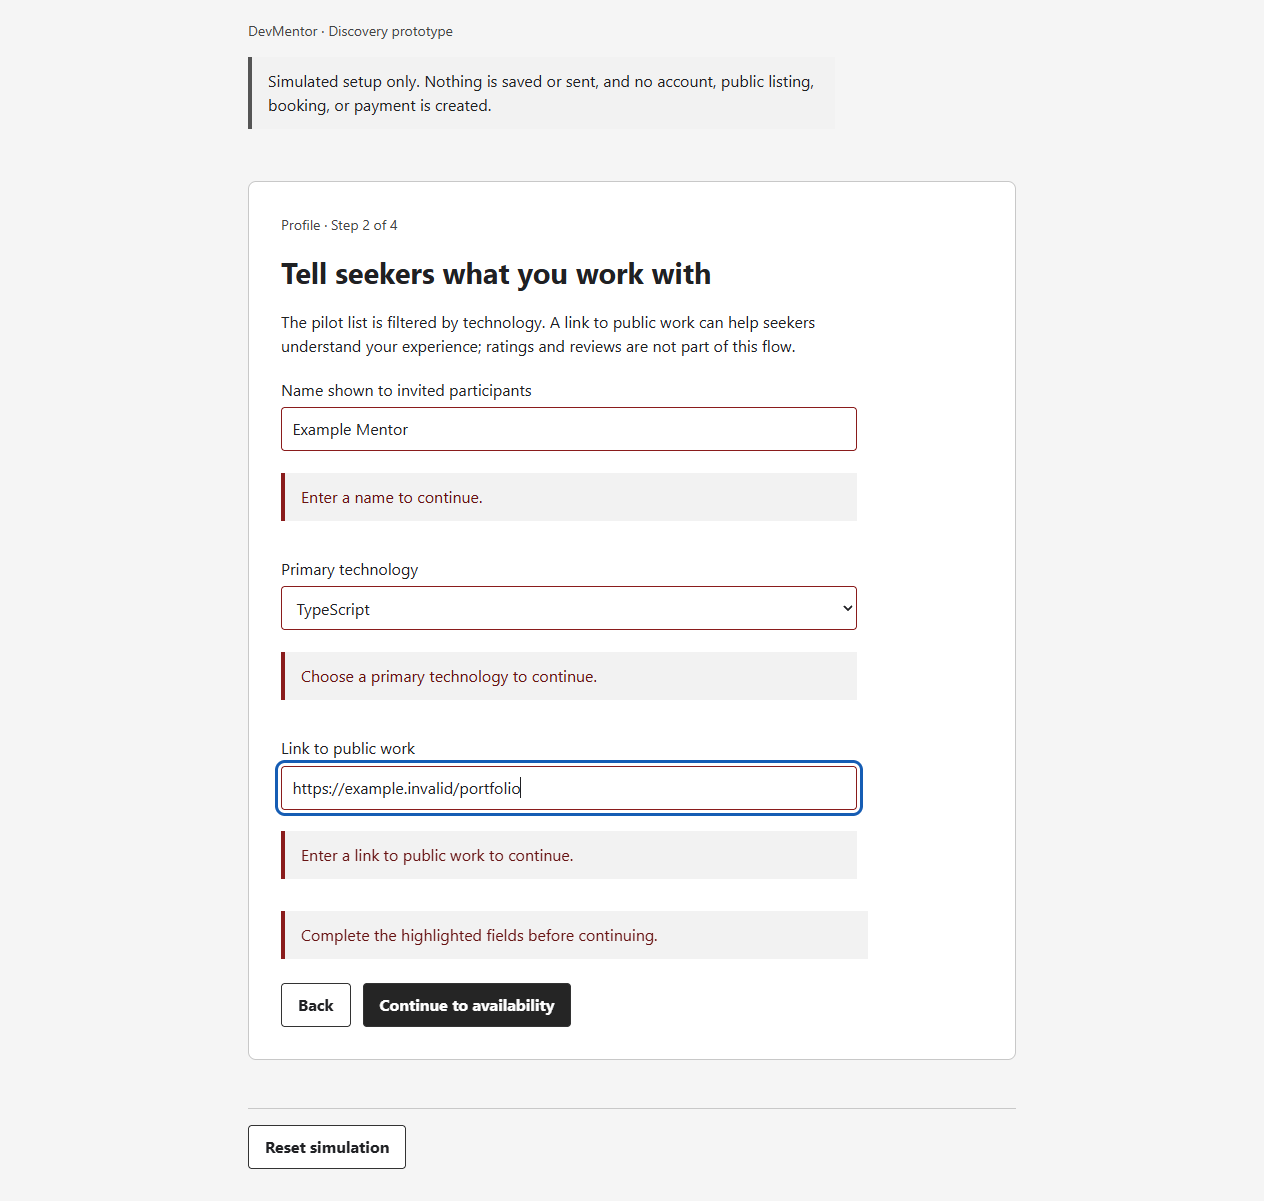 DevMentor · Discovery prototype
Simulated setup only. Nothing is saved or sent, and no account, public listing,
booking, or payment is created.
Profile · Step 2 of 4
Tell seekers what you work with
The pilot list is filtered by technology. A link to public work can help seekers
understand your experience; ratings and reviews are not part of this flow.
Name shown to invited participants
Example Mentor
Enter a name to continue.
Primary technology
TypeScript
Choose a primary technology to continue.
Link to public work
https://example.invalid/portfolio
Enter a link to public work to continue.
Complete the highlighted fields before continuing.
Back
Continue to availability
Reset simulation